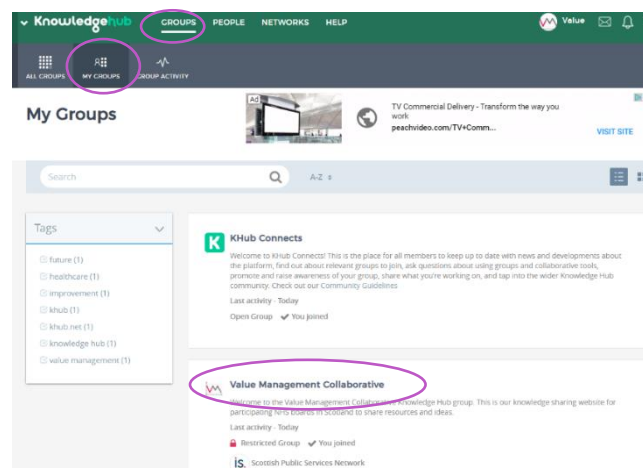 Knowledgehub GROUPS PEOPLE NETWORKS HELP Value
ALL GROUPS MY GROUPS GROUP ACTIVITY
My Groups
Ad
TV Commercial Delivery - Transform the way you
work
peachvideo.com/TV+Comm...
VISIT SITE
Search
A-Z
Tags
future (1)
healthcare (1)
improvement (1)
khub (1)
khub.net (1)
knowledge hub (1)
value management (1)
K
KHub Connects
Welcome to KHub Connects! This is the place for all members to keep up to date with news and developments about
the platform, find out about relevant groups to join, ask questions about using groups and collaborative tools,
promote and raise awareness of your group, share what you're working on, and tap into the wider Knowledge Hub
community. Check out our Community Guidelines
Last activity - Today
Open Group You joined
Value Management Collaborative
Welcome to the Value Management Collaborative Knowledge Hub group. This is our knowledge sharing website for
participating NHS boards in Scotland to share resources and ideas.
Last activity - Today
Restricted Group You joined
is. Scottish Public Services Network